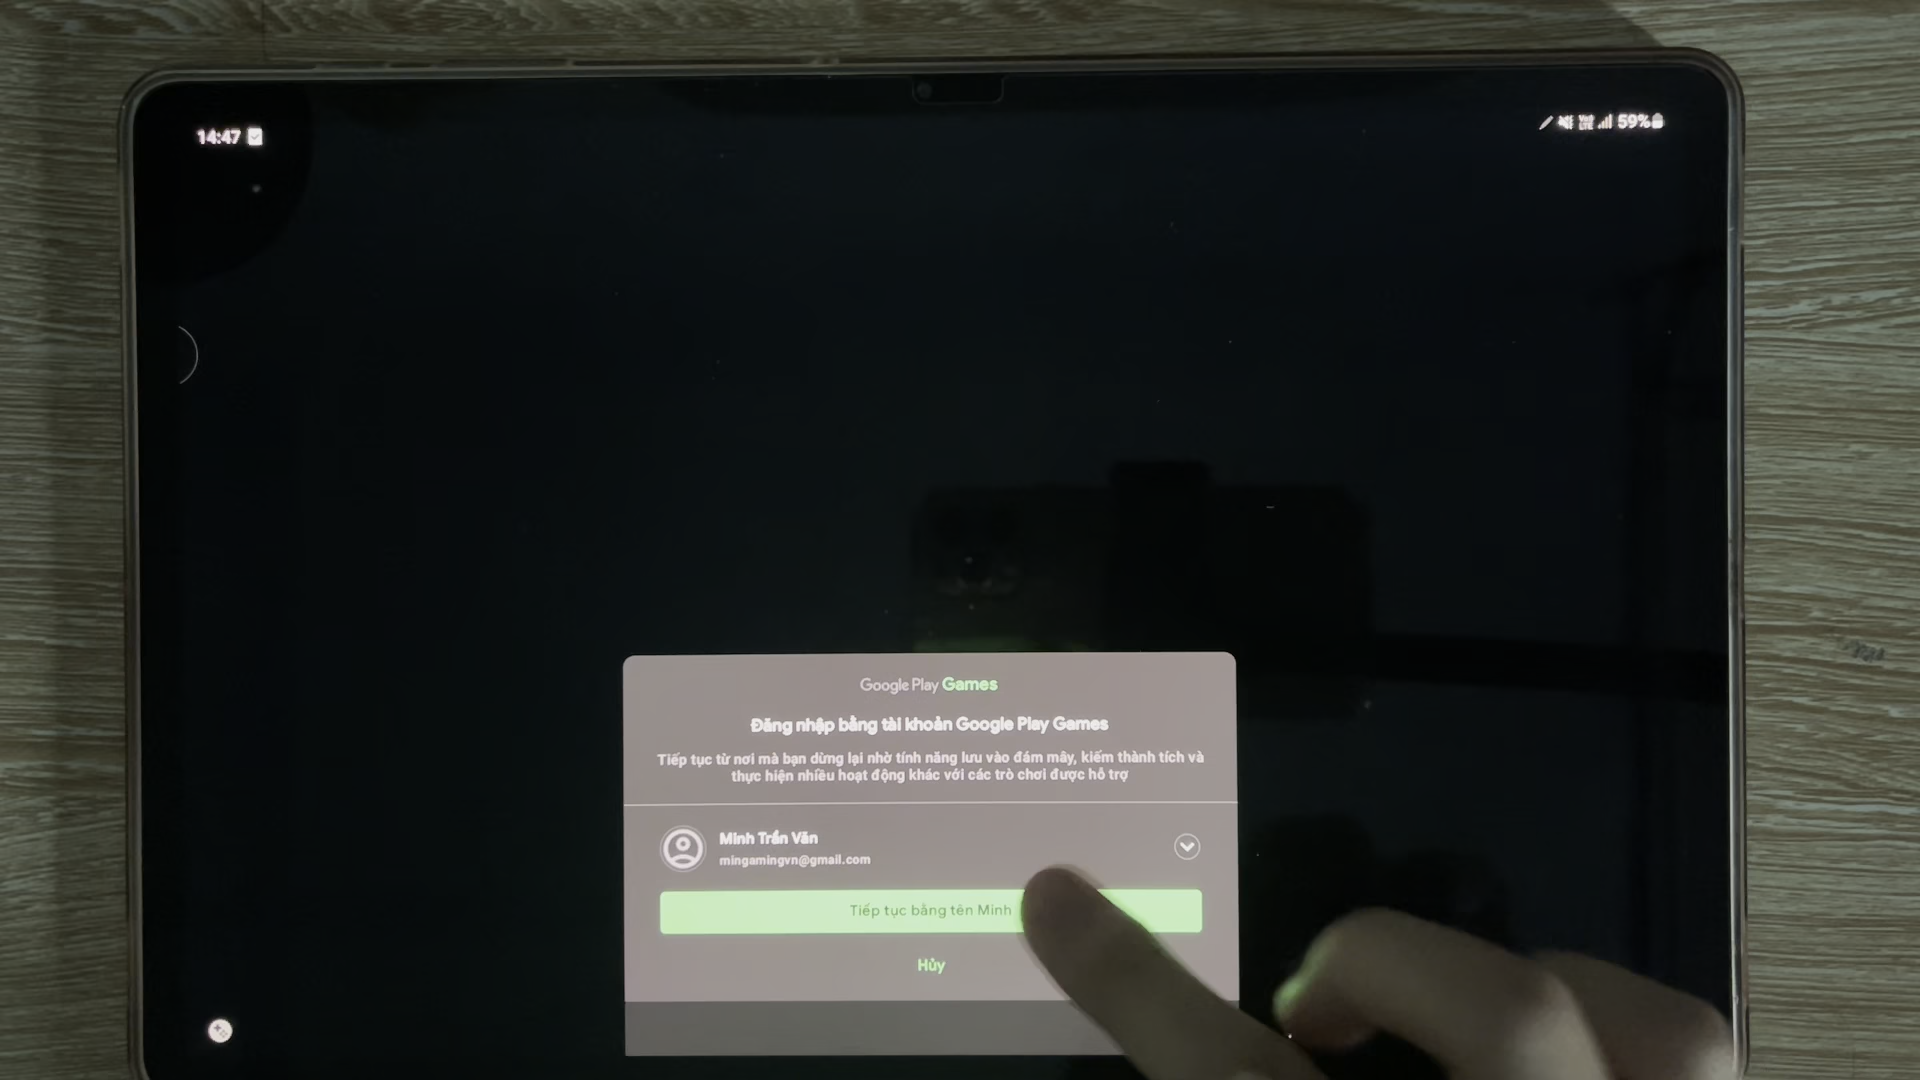 14:47
59%
Google Play Games
Đăng nhập bằng tài khoản Google Play Games
Tiếp tục từ nơi mà bạn dừng lại nhờ tính năng lưu vào đám mây, kiếm thành tích và
thực hiện nhiều hoạt động khác với các trò chơi được hỗ trợ
Minh Trần Văn
mingamingvn@gmail.com
Tiếp tục bằng tên Minh
Hủy